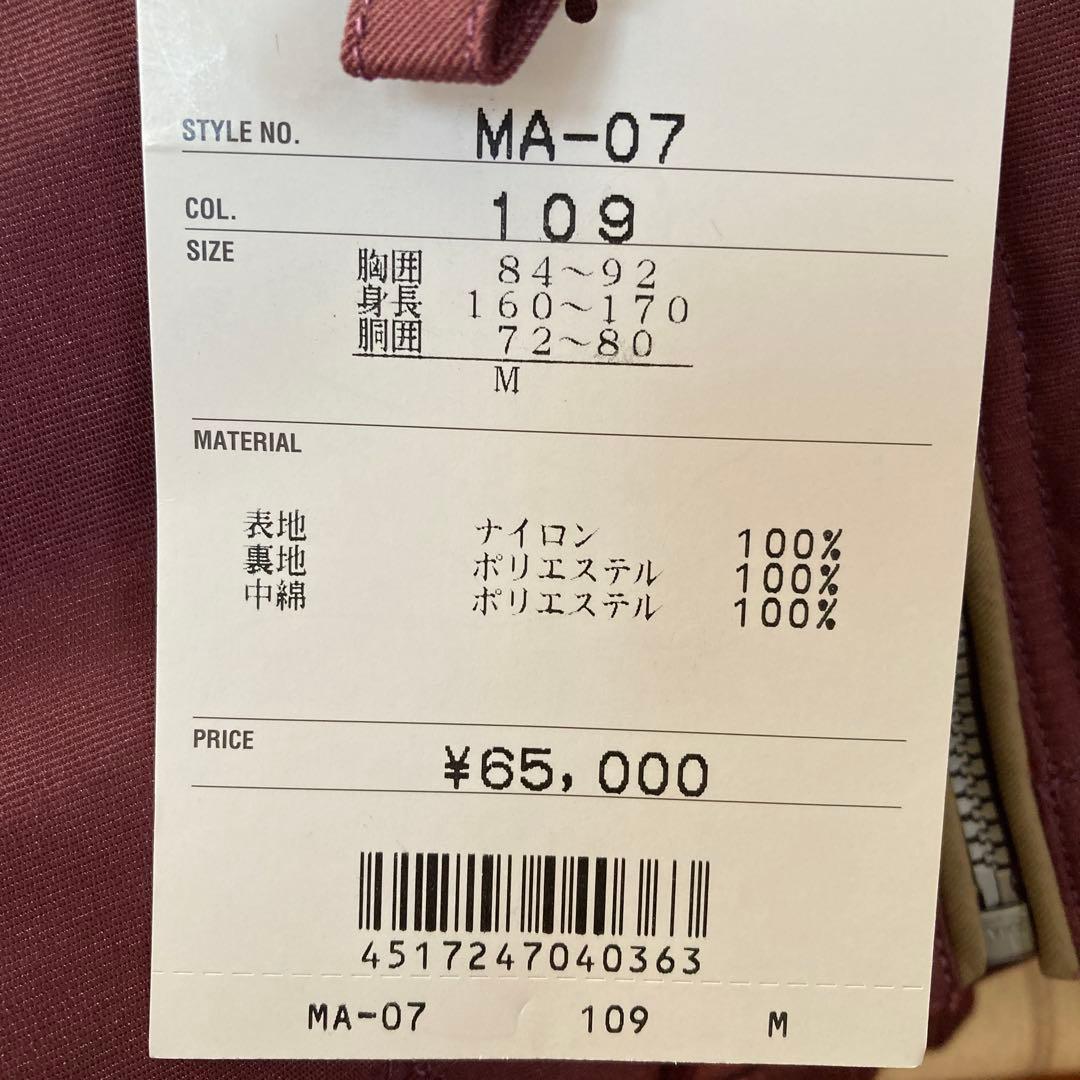 STYLE NO. MA-07
COL. 109
SIZE
胸囲 84～92
身長 160～170
胴囲 72～80
M
MATERIAL
表地 ナイロン 100%
裏地 ポリエステル 100%
中綿 ポリエステル 100%
PRICE ¥65,000
4517247040363
MA-07 109 M